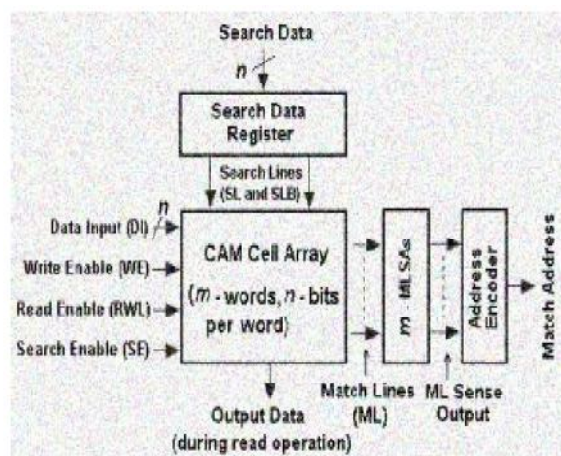 Search Data
n
Search Data
Register
Search Lines
(SL and SLB)
n
Data Input (DI)
Write Enable (WE)
Read Enable (RWL)
Search Enable (SE)
CAM Cell Array
(m - words, n - bits
per word)
m MLSAs
Address
Encoder
Match Address
Match Lines
(ML)
ML Sense
Output
Output Data
(during read operation)